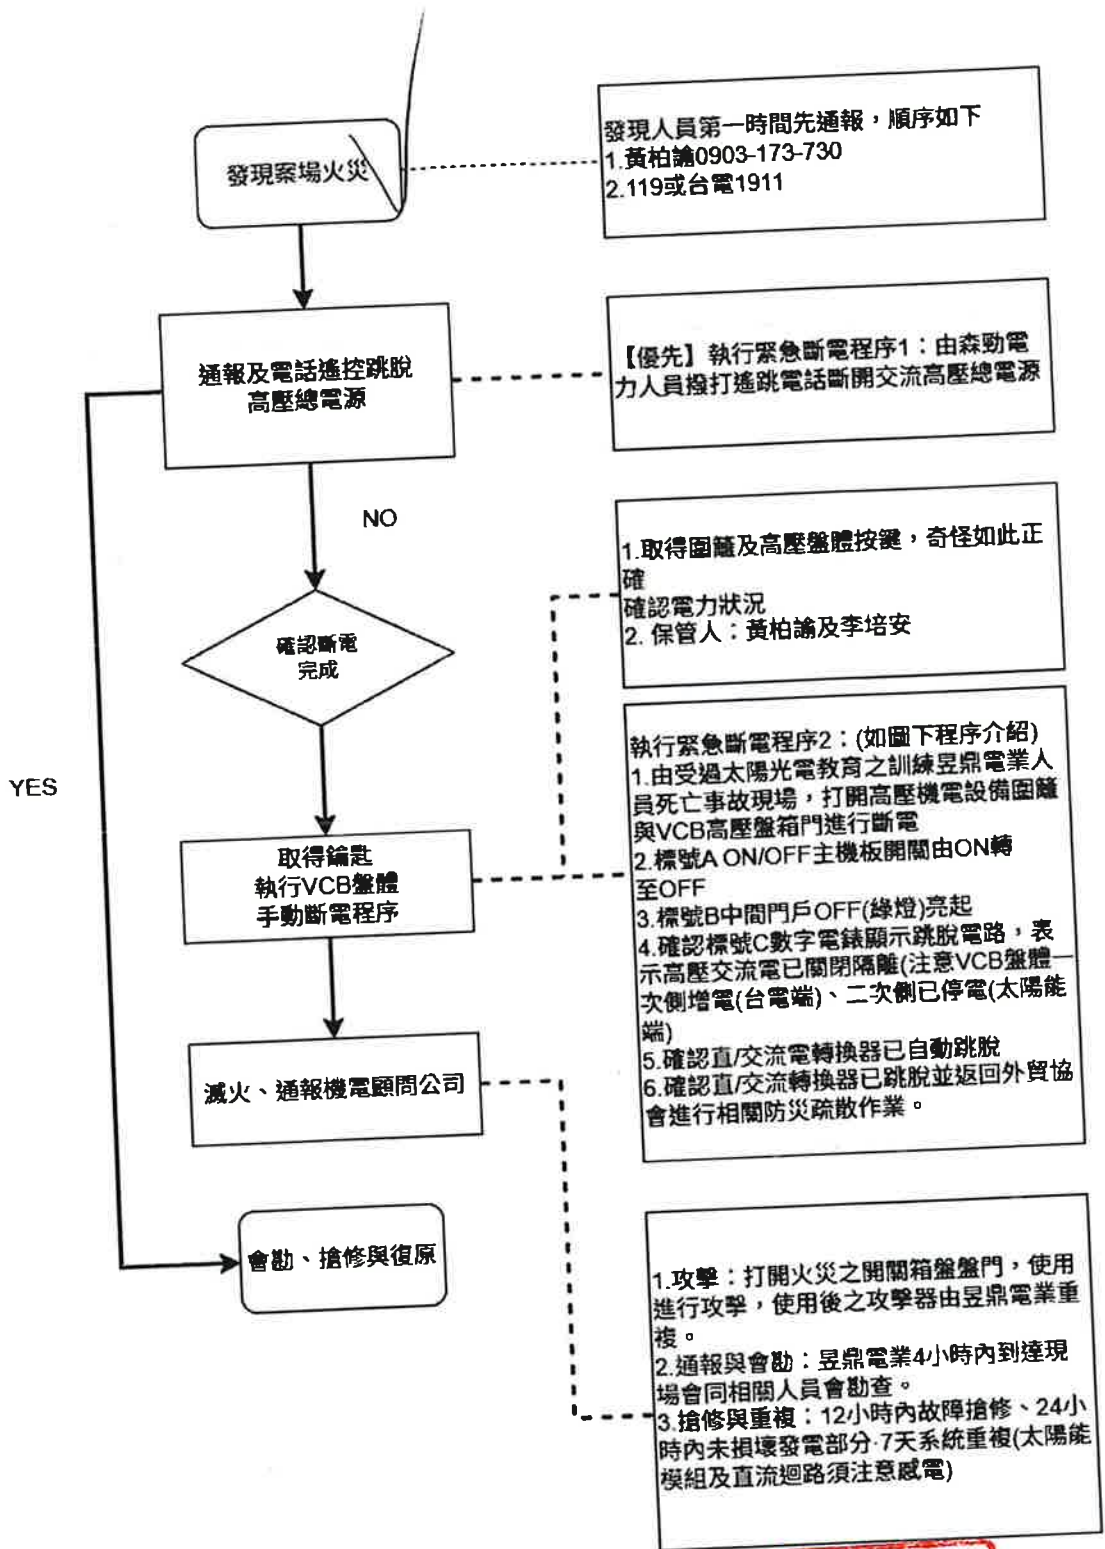 發現案場火災
發現人員第一時間先通報，順序如下
1.黃柏諭0903-173-730
2.119或台電1911
通報及電話遙控跳脫
高壓總電源
【優先】執行緊急斷電程序1：由森勁電
力人員撥打遙跳電話斷開交流高壓總電源
NO
1.取得圍籬及高壓盤體按鍵，奇怪如此正
確
確認電力狀況
2. 保管人：黃柏諭及李培安
確認斷電
完成
YES
執行緊急斷電程序2：(如圖下程序介紹)
1.由受過太陽光電教育之訓練昱鼎電業人
員死亡事故現場，打開高壓機電設備圍籬
與VCB高壓盤箱門進行斷電
2.標號A ON/OFF主機板開關由ON轉
至OFF
3.標號B中間門戶OFF(綠燈)亮起
4.確認標號C數字電錶顯示跳脫電路，表
示高壓交流電已關閉隔離(注意VCB盤體一
次側增電(台電端)、二次側已停電(太陽能
端)
5.確認直/交流電轉換器已自動跳脫
6.確認直/交流轉換器已跳脫並返回外貿協
會進行相關防災疏散作業。
取得鑰匙
執行VCB盤體
手動斷電程序
滅火、通報機電顧問公司
會勘、搶修與復原
1.攻擊：打開火災之開關箱盤盤門，使用
進行攻擊，使用後之攻擊器由昱鼎電業重
複。
2.通報與會勘：昱鼎電業4小時內到達現
場會同相關人員會勘查。
3.搶修與重複：12小時內故障搶修、24小
時內未損壞發電部分·7天系統重複(太陽能
模組及直流迴路須注意感電)